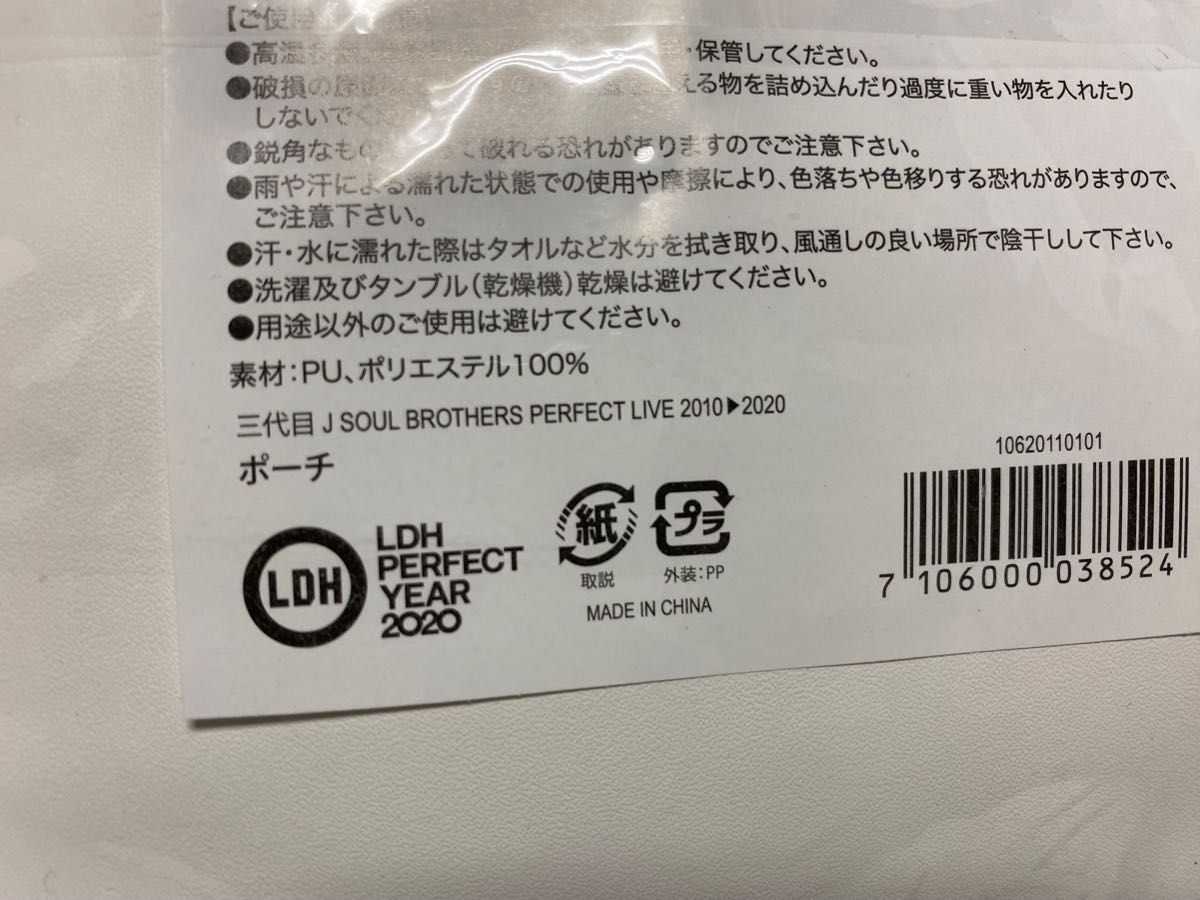 【ご使用
●高温 ・保管してください。
●破損の える物を詰め込んだり過度に重い物を入れたり
しないで
●鋭角なもの て破れる恐れがありますのでご注意下さい。
●雨や汗による濡れた状態での使用や摩擦により、色落ちや色移りする恐れがありますので、
ご注意下さい。
●汗・水に濡れた際はタオルなど水分を拭き取り、風通しの良い場所で陰干しして下さい。
●洗濯及びタンブル(乾燥機)乾燥は避けてください。
●用途以外のご使用は避けてください。
素材:PU、ポリエステル100%
三代目 J SOUL BROTHERS PERFECT LIVE 2010▶2020
ポーチ
LDH
LDH
PERFECT
YEAR
2020
紙
取説
プラ
外装:PP
MADE IN CHINA
10620110101
7 106000 038524